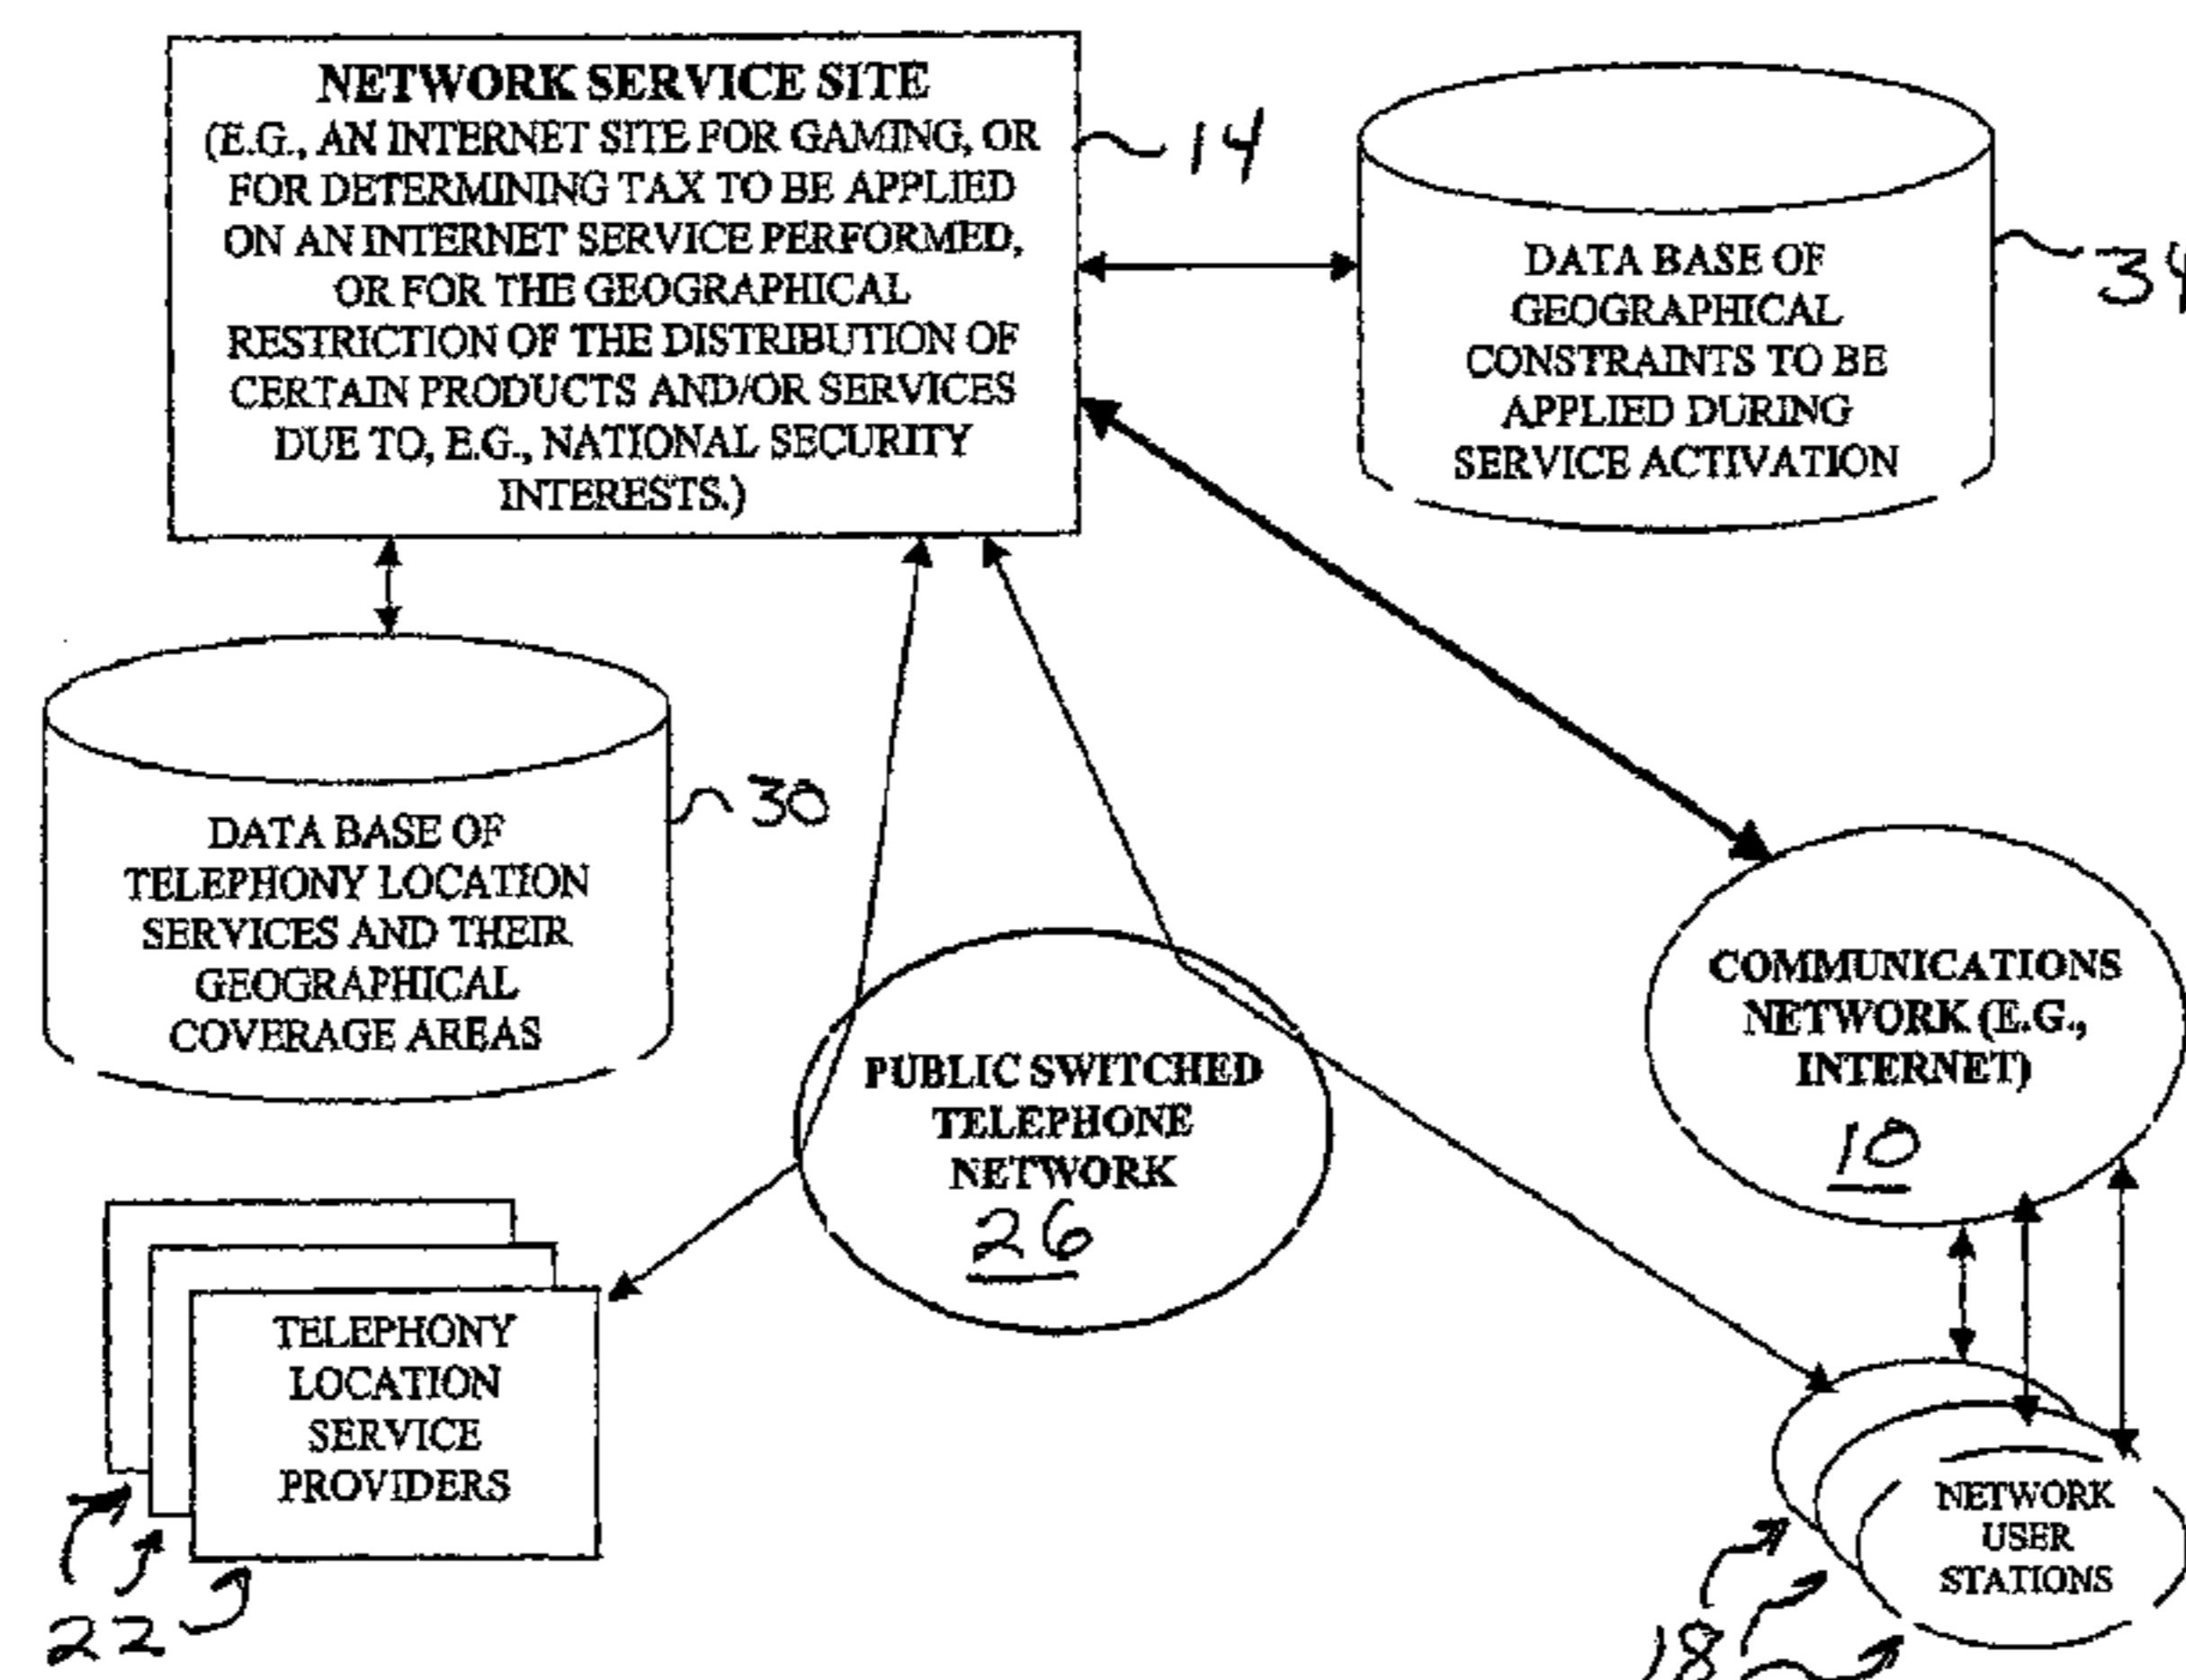 NETWORK SERVICE SITE
(E.G., AN INTERNET SITE FOR GAMING, OR
FOR DETERMINING TAX TO BE APPLIED
ON AN INTERNET SERVICE PERFORMED,
OR FOR THE GEOGRAPHICAL
RESTRICTION OF THE DISTRIBUTION OF
CERTAIN PRODUCTS AND/OR SERVICES
DUE TO, E.G., NATIONAL SECURITY
INTERESTS.)
14
DATA BASE OF
GEOGRAPHICAL
CONSTRAINTS TO BE
APPLIED DURING
SERVICE ACTIVATION
34
DATA BASE OF
TELEPHONY LOCATION
SERVICES AND THEIR
GEOGRAPHICAL
COVERAGE AREAS
30
COMMUNICATIONS
NETWORK (E.G.,
INTERNET)
10
PUBLIC SWITCHED
TELEPHONE
NETWORK
26
TELEPHONY
LOCATION
SERVICE
PROVIDERS
22
NETWORK
USER
STATIONS
18